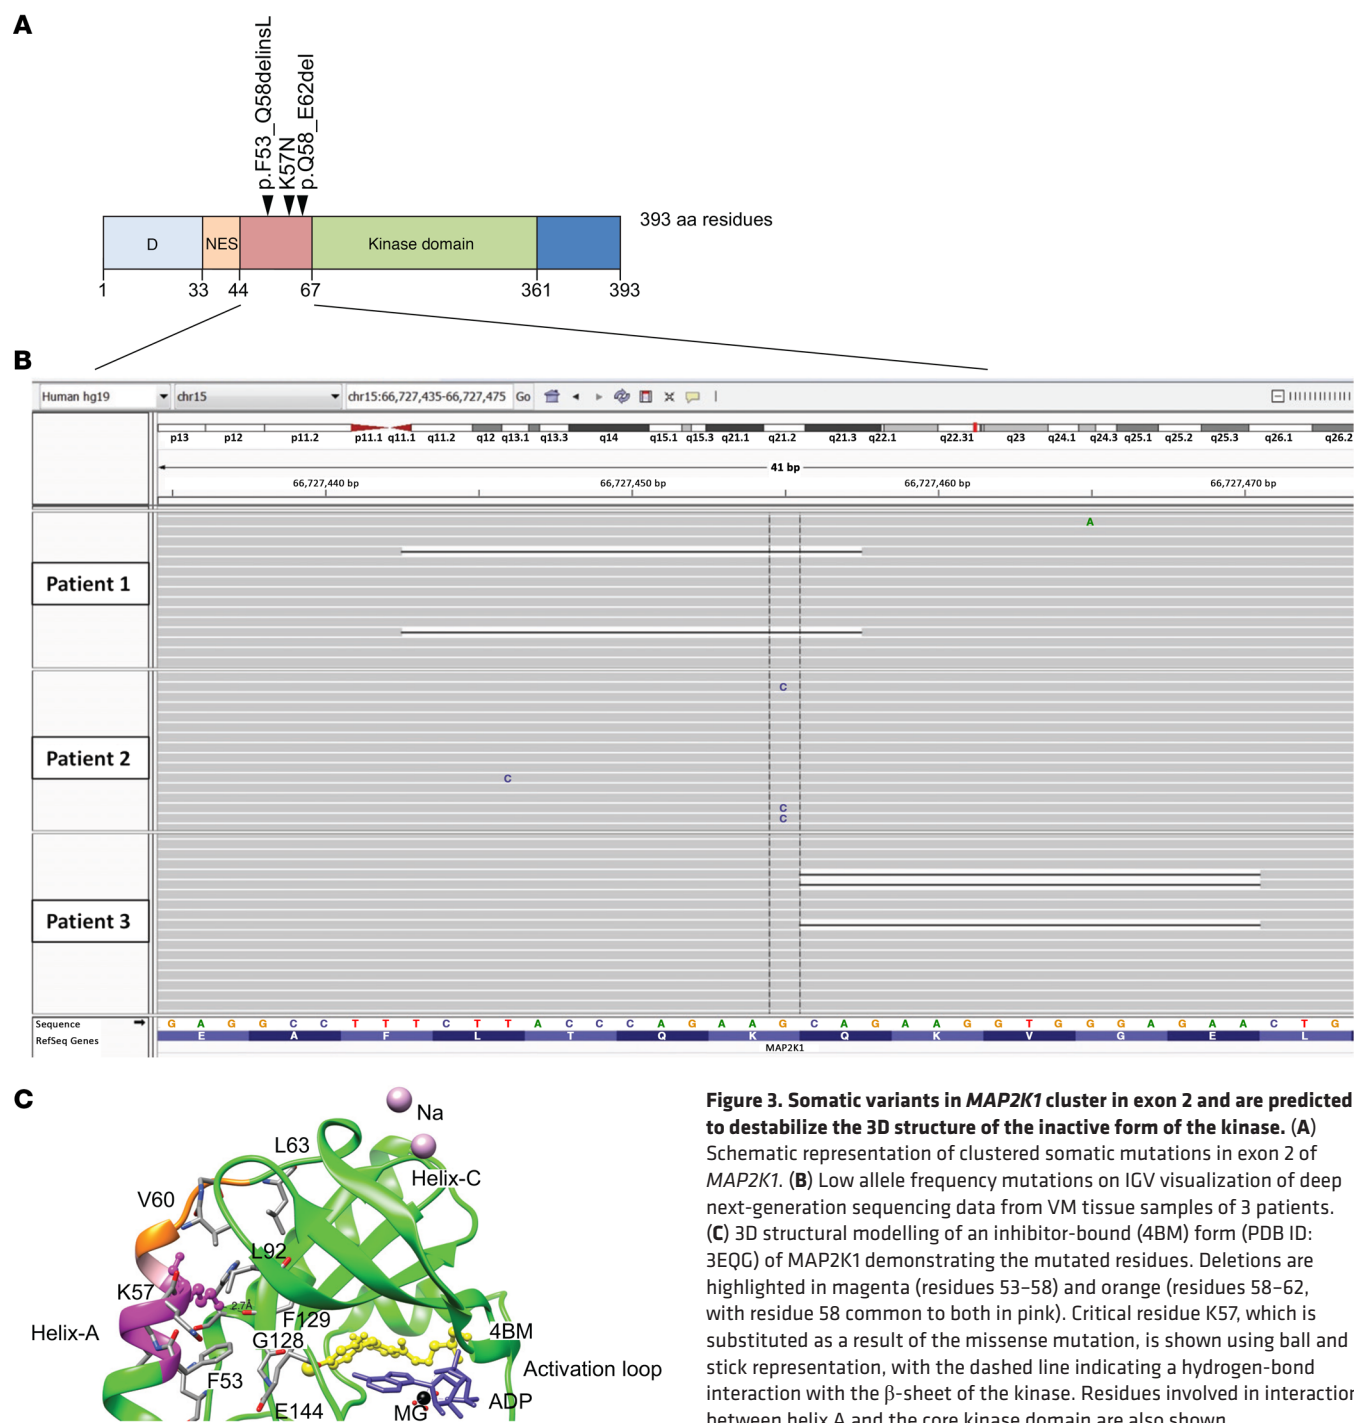 A
p.F53_Q58delinsL
K57N
p.Q58_E62del
D
NES
Kinase domain
393 aa residues
1 33 44 67 361 393
B
Human hg19 chr15 chr15:66,727,435-66,727,475 Go
p13 p12 p11.2 p11.1 q11.1 q11.2 q12 q13.1 q13.3 q14 q15.1 q15.3 q21.1 q21.2 q21.3 q22.1 q22.31 q23 q24.1 q24.3 q25.1 q25.2 q25.3 q26.1 q26.2
41 bp
66,727,440 bp 66,727,450 bp 66,727,460 bp 66,727,470 bp
A
Patient 1
C
Patient 2
C
C
C
Patient 3
Sequence G A G G C C T T T C T T A C C C A G A A G C A G A A G G T G G G A G A A C T G
RefSeq Genes E A F L T Q K Q K V G E L
MAP2K1
C
Na
L63
Helix-C
V60
L92
K57
2.7Å
F129
Helix-A
G128
4BM
F53
Activation loop
ADP
E144
MG
Figure 3. Somatic variants in MAP2K1 cluster in exon 2 and are predicted
to destabilize the 3D structure of the inactive form of the kinase. (A)
Schematic representation of clustered somatic mutations in exon 2 of
MAP2K1. (B) Low allele frequency mutations on IGV visualization of deep
next-generation sequencing data from VM tissue samples of 3 patients.
(C) 3D structural modelling of an inhibitor-bound (4BM) form (PDB ID:
3EQG) of MAP2K1 demonstrating the mutated residues. Deletions are
highlighted in magenta (residues 53–58) and orange (residues 58–62,
with residue 58 common to both in pink). Critical residue K57, which is
substituted as a result of the missense mutation, is shown using ball and
stick representation, with the dashed line indicating a hydrogen-bond
interaction with the β-sheet of the kinase. Residues involved in interaction
between helix A and the core kinase domain are also shown.